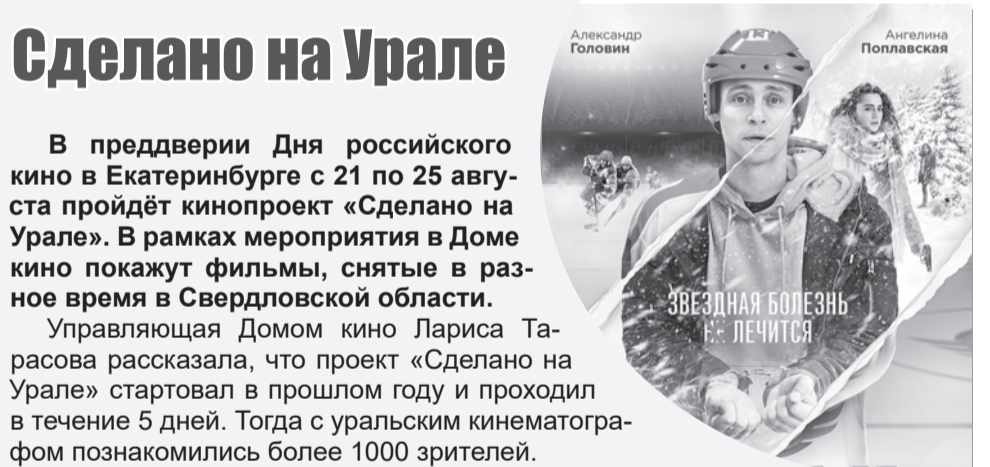 Сделано на Урале
В преддверии Дня российского
кино в Екатеринбурге с 21 по 25 авгу-
ста пройдёт кинопроект «Сделано на
Урале». В рамках мероприятия в Доме
кино покажут фильмы, снятые в раз-
ное время в Свердловской области.
Управляющая Домом кино Лариса Та-
расова рассказала, что проект «Сделано на
Урале» стартовал в прошлом году и проходил
в течение 5 дней. Тогда с уральским кинематогра-
фом познакомились более 1000 зрителей.
Александр
Головин
Ангелина
Поплавская
ЗВЕЗДНАЯ БОЛЕЗНЬ
НЕ ЛЕЧИТСЯ